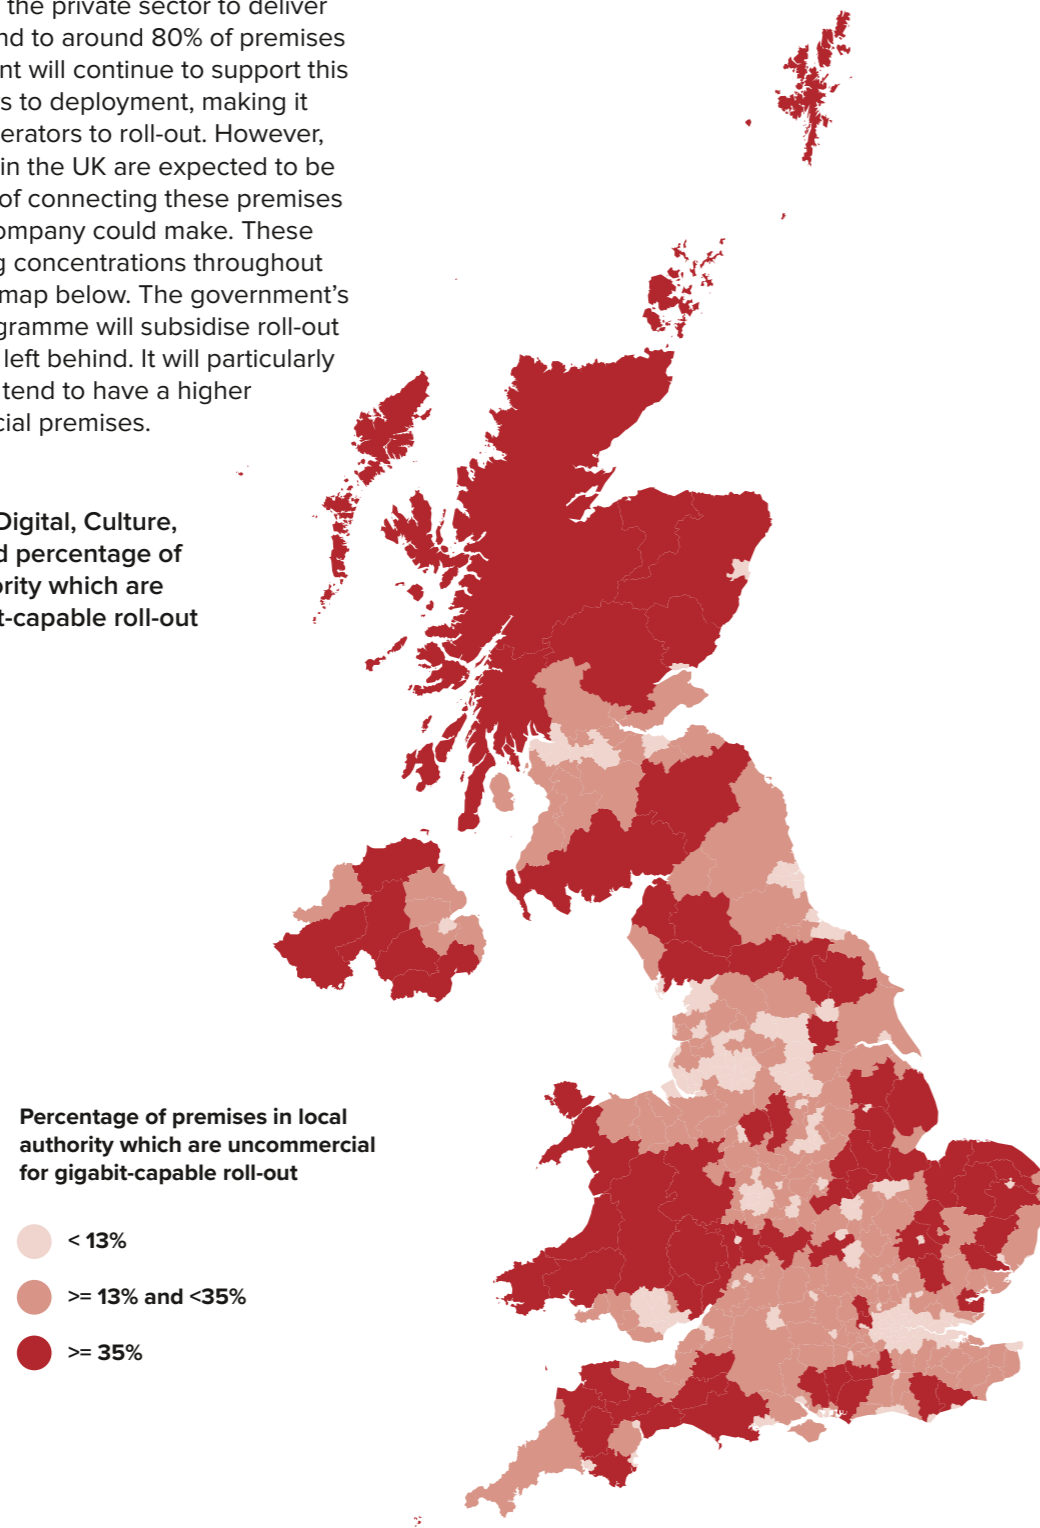 the private sector to deliver
nd to around 80% of premises
nt will continue to support this
s to deployment, making it
erators to roll-out. However,
in the UK are expected to be
of connecting these premises
ompany could make. These
g concentrations throughout
map below. The government’s
gramme will subsidise roll-out
left behind. It will particularly
tend to have a higher
cial premises.
Digital, Culture,
d percentage of
ority which are
t-capable roll-out
Percentage of premises in local
authority which are uncommercial
for gigabit-capable roll-out
< 13%
>= 13% and <35%
>= 35%